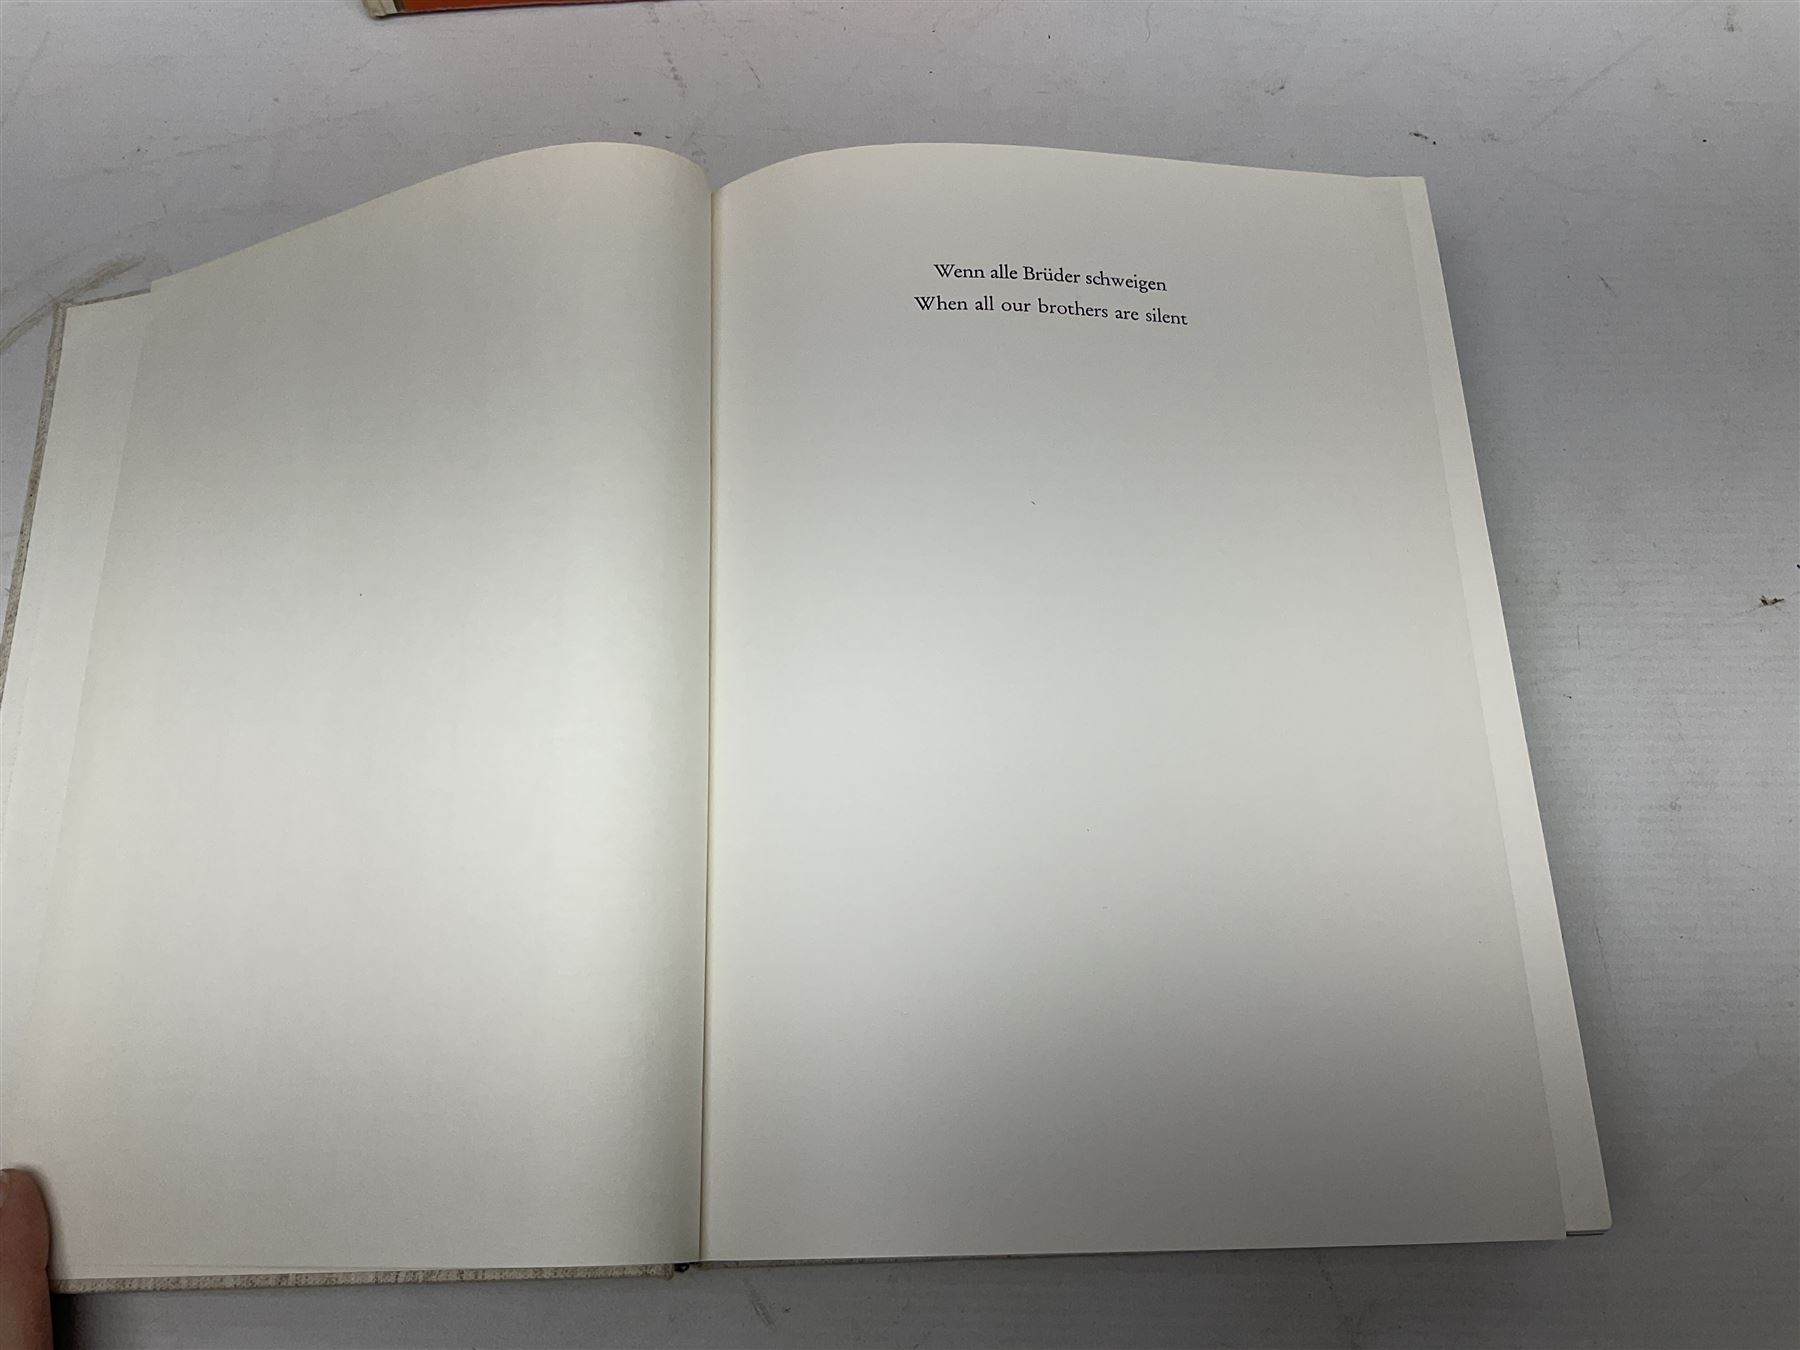 Wenn alle Brüder schweigen
When all our brothers are silent